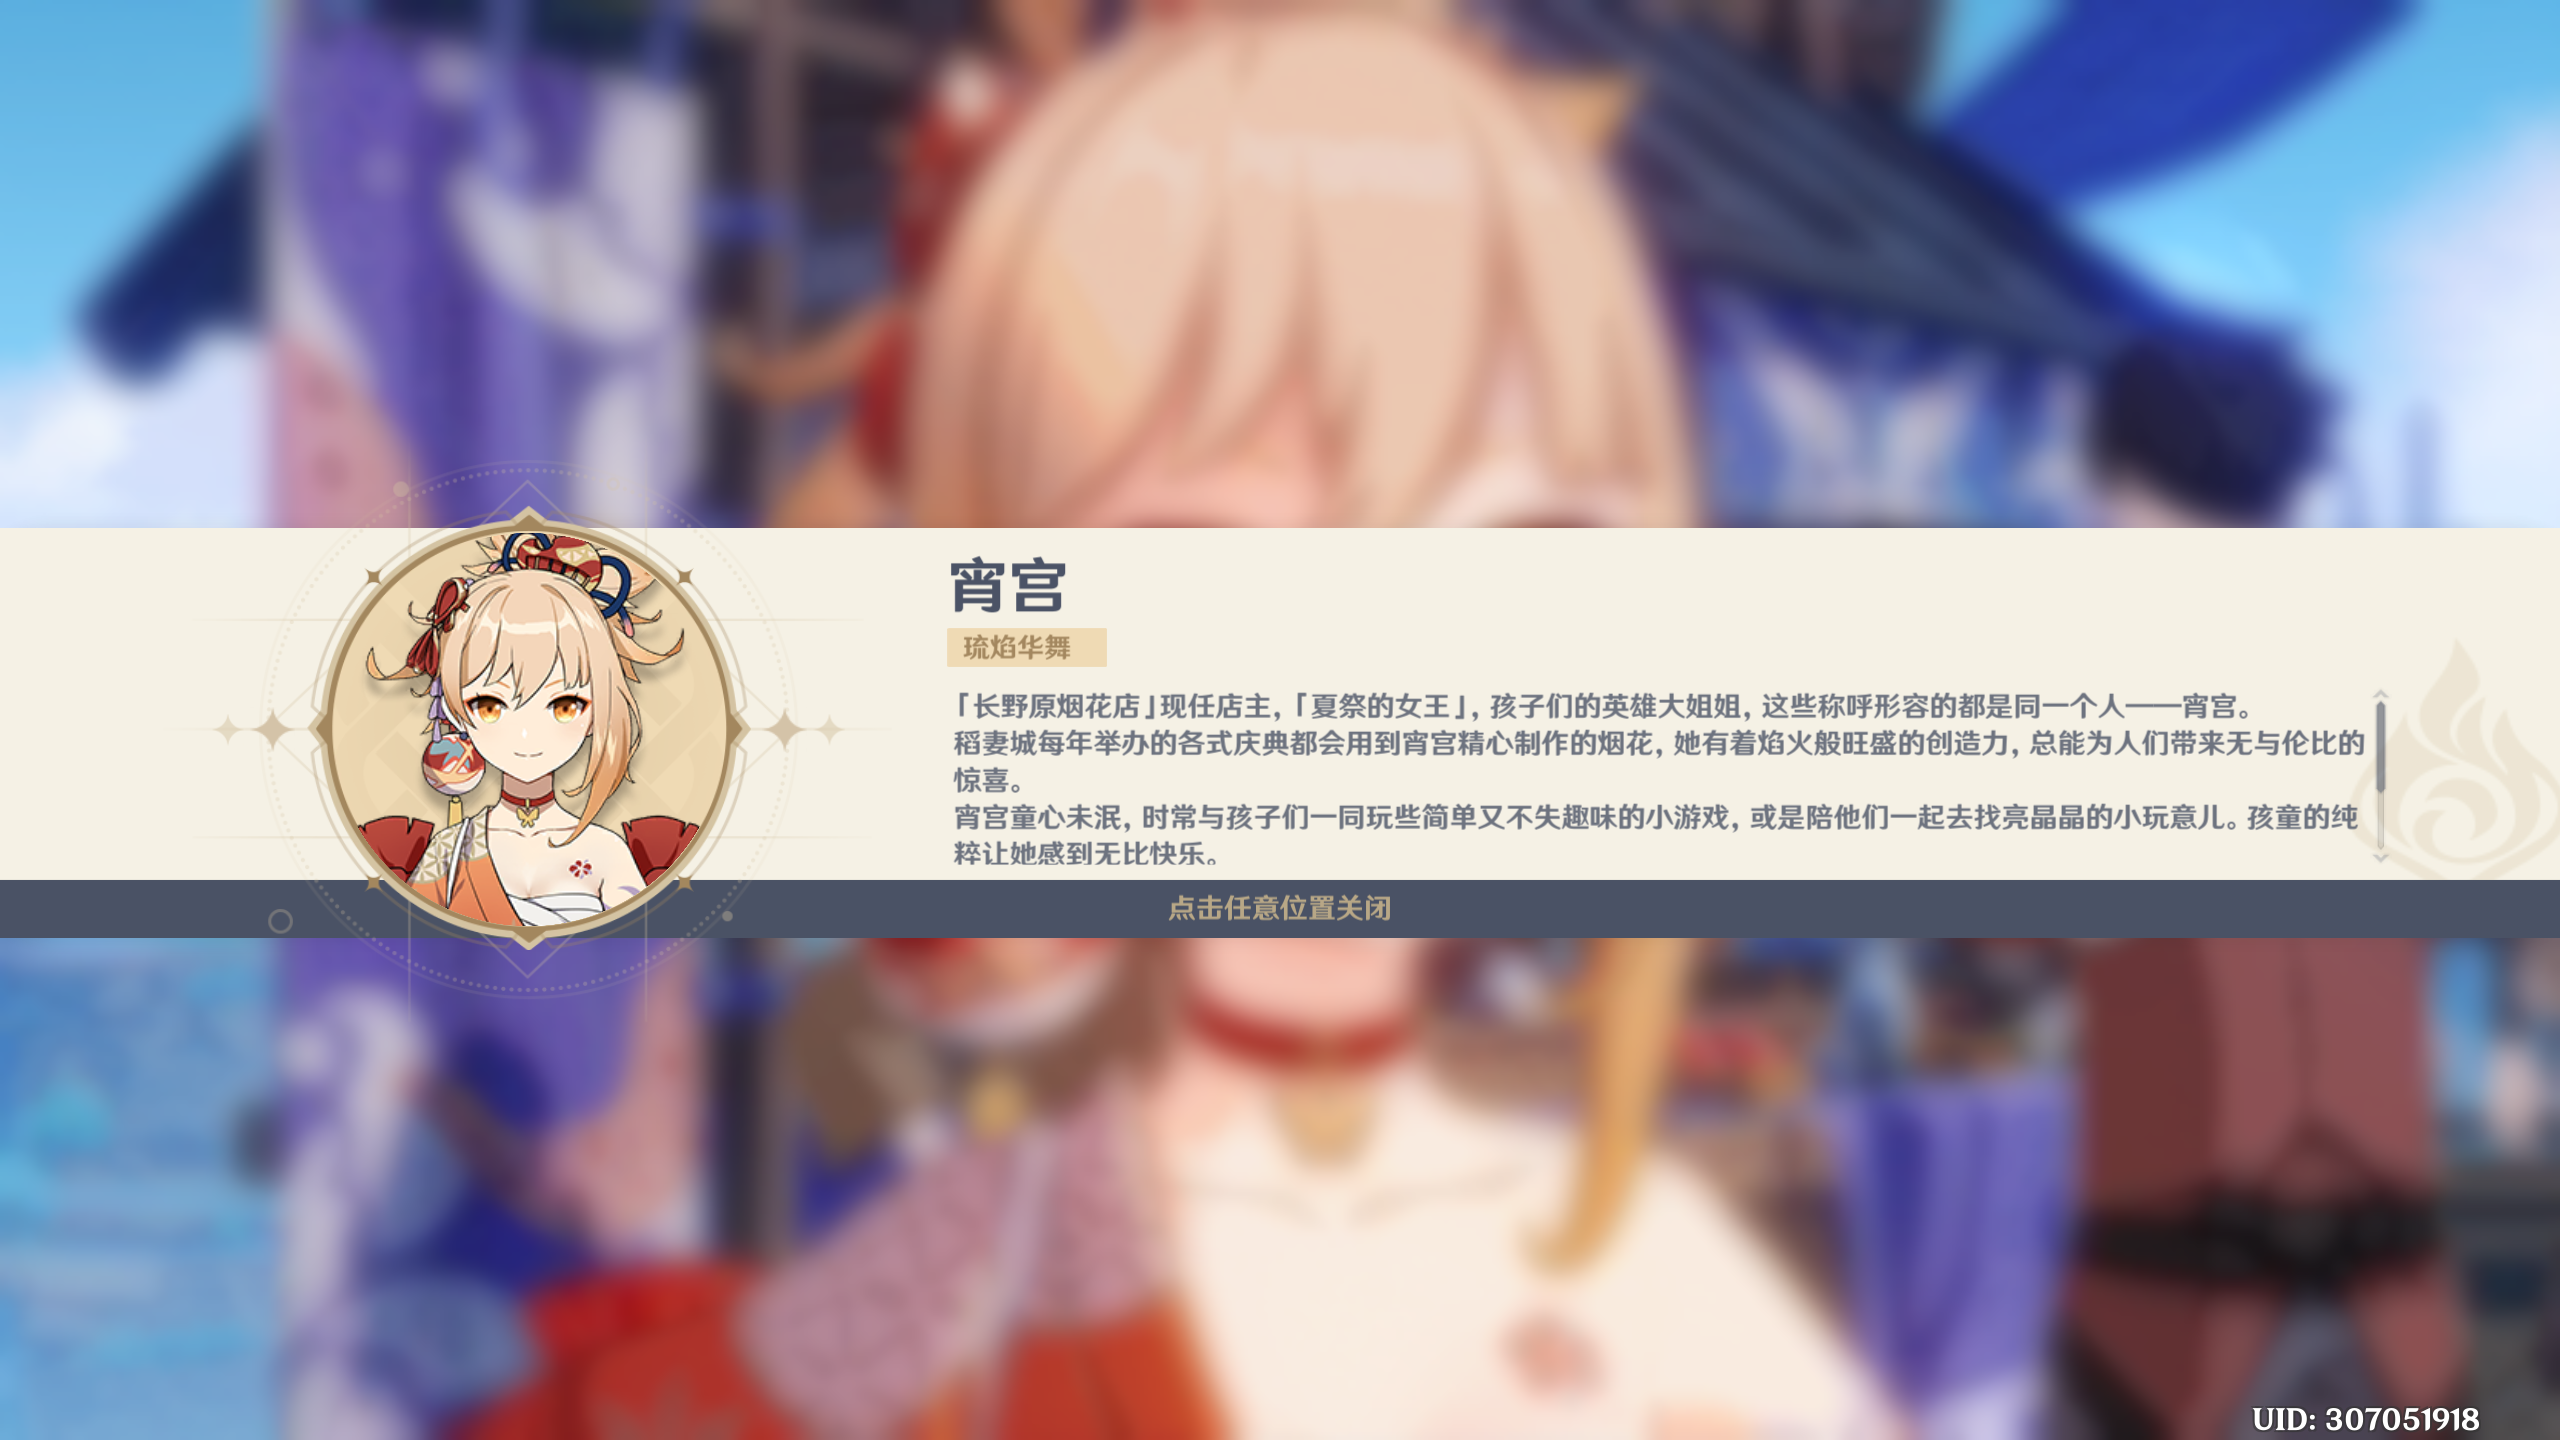 宵宫
琉焰华舞
「长野原烟花店」现任店主,「夏祭的女王」, 孩子们的英雄大姐姐, 这些称呼形容的都是同一个人——宵宫。
稻妻城每年举办的各式庆典都会用到宵宫精心制作的烟花, 她有着焰火般旺盛的创造力, 总能为人们带来无与伦比的
惊喜。
宵宫童心未泯, 时常与孩子们一同玩些简单又不失趣味的小游戏, 或是陪他们一起去找亮晶晶的小玩意儿。孩童的纯
粹让她感到无比快乐。
点击任意位置关闭
UID: 307051918